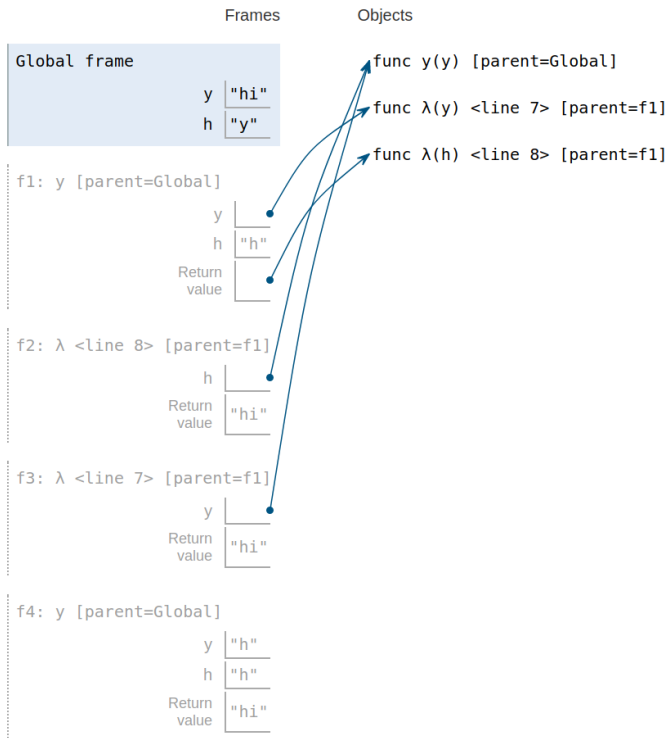 Frames Objects
Global frame
y "hi"
h "y"
func y(y) [parent=Global]
func λ(y) <line 7> [parent=f1]
func λ(h) <line 8> [parent=f1]
f1: y [parent=Global]
y
h "h"
Return
value
f2: λ <line 8> [parent=f1]
h
Return
value "hi"
f3: λ <line 7> [parent=f1]
y
Return
value "hi"
f4: y [parent=Global]
y "h"
h "h"
Return
value "hi"